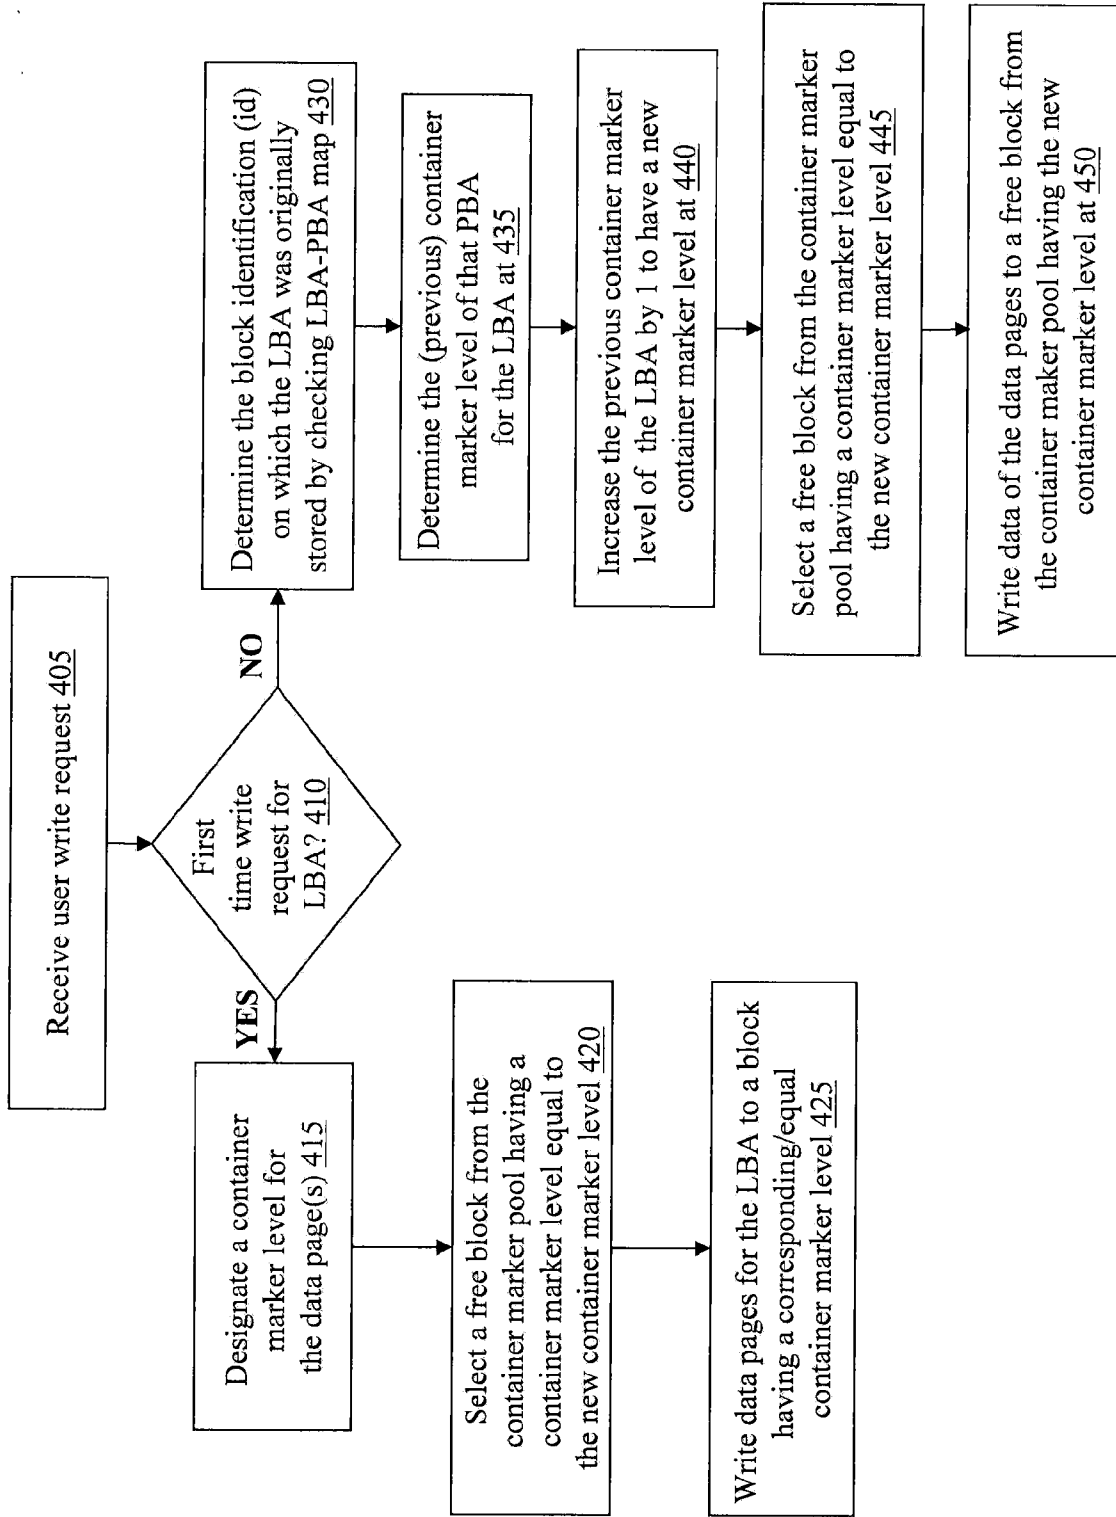 Receive user write request 405
First
time write
request for
LBA? 410
YES
NO
Designate a container
marker level for
the data page(s) 415
Select a free block from the
container marker pool having a
container marker level equal to
the new container marker level 420
Write data pages for the LBA to a block
having a corresponding/equal
container marker level 425
Determine the block identification (id)
on which the LBA was originally
stored by checking LBA-PBA map 430
Determine the (previous) container
marker level of that PBA
for the LBA at 435
Increase the previous container marker
level of the LBA by 1 to have a new
container marker level at 440
Select a free block from the container marker
pool having a container marker level equal to
the new container marker level 445
Write data of the data pages to a free block from
the container maker pool having the new
container marker level at 450